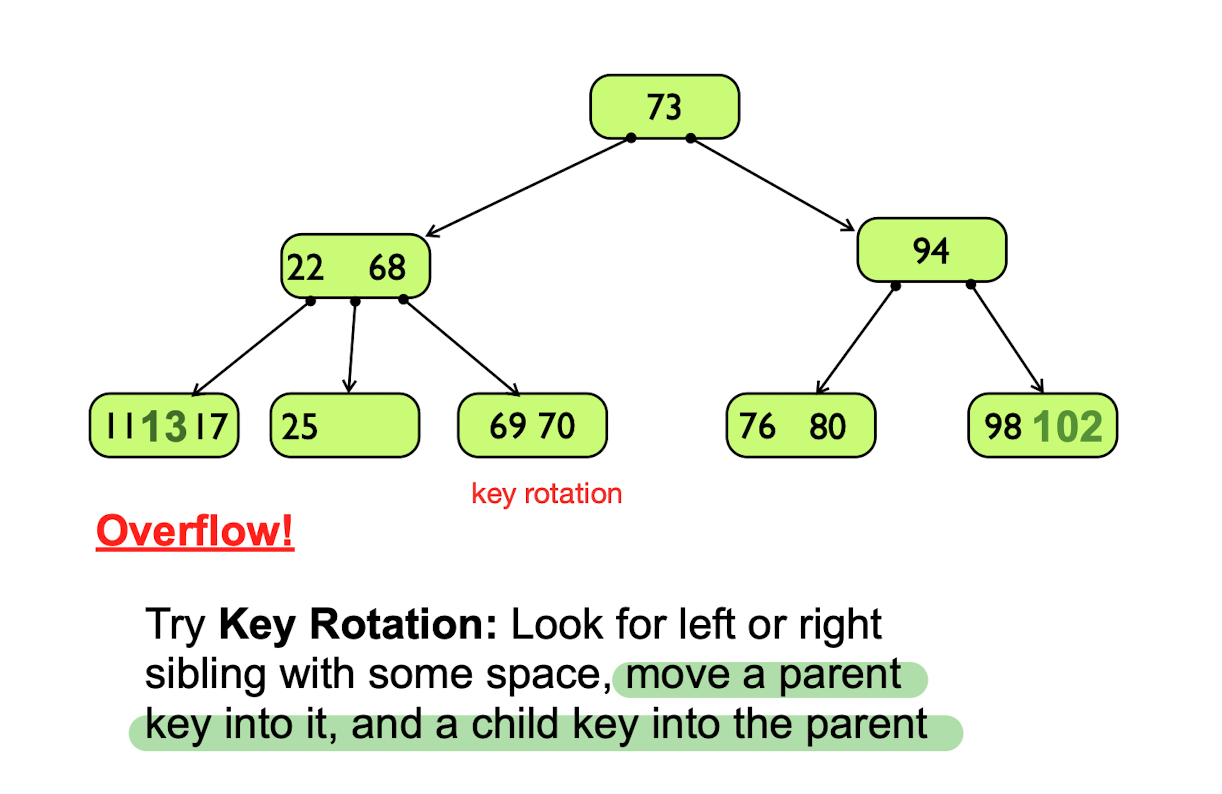 73
22 68
94
11 13 17
25
69 70
76 80
98 102
key rotation
Overflow!
Try Key Rotation: Look for left or right
sibling with some space, move a parent
key into it, and a child key into the parent